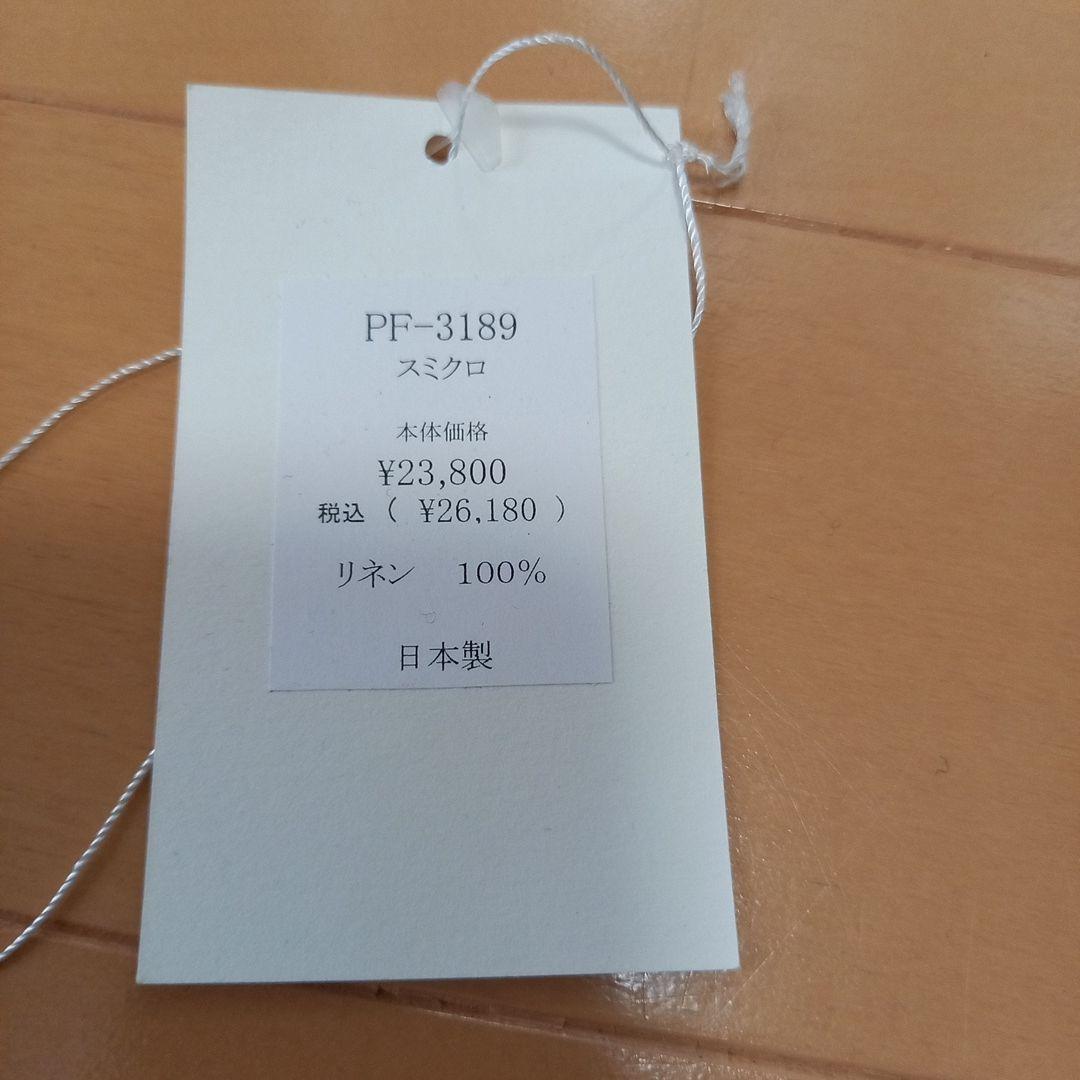 PF-3189
スミクロ
本体価格
¥23,800
税込 ( ¥26,180 )
リネン 100%
日本製